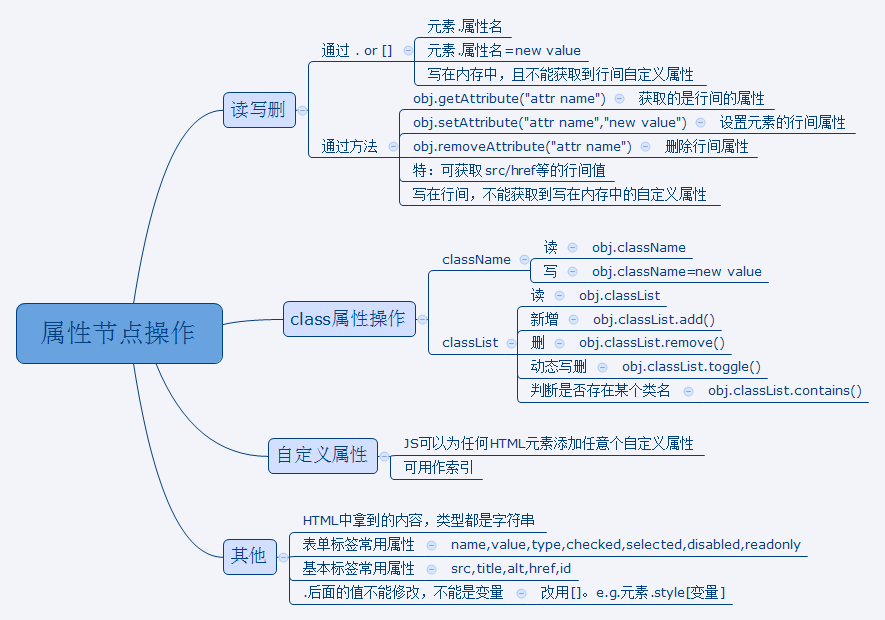 属性节点操作
读写删
通过 . or []
元素.属性名
元素.属性名=new value
写在内存中，且不能获取到行间自定义属性
通过方法
obj.getAttribute("attr name") 获取的是行间的属性
obj.setAttribute("attr name","new value") 设置元素的行间属性
obj.removeAttribute("attr name") 删除行间属性
特：可获取 src/href等的行间值
写在行间，不能获取到写在内存中的自定义属性
class属性操作
className
读 obj.className
写 obj.className=new value
classList
读 obj.classList
新增 obj.classList.add()
删 obj.classList.remove()
动态写删 obj.classList.toggle()
判断是否存在某个类名 obj.classList.contains()
自定义属性
JS可以为任何HTML元素添加任意个自定义属性
可用作索引
其他
HTML中拿到的内容，类型都是字符串
表单标签常用属性 name,value,type,checked,selected,disabled,readonly
基本标签常用属性 src,title,alt,href,id
.后面的值不能修改，不能是变量 改用[]。e.g.元素.style[变量]